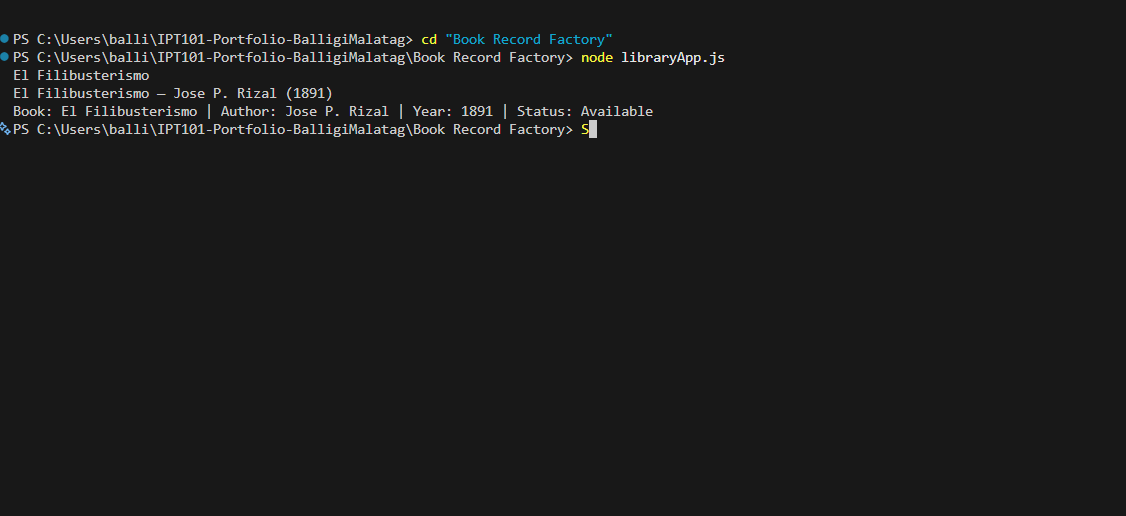 PS C:\Users\balli\IPT101-Portfolio-BalligiMalatag> cd "Book Record Factory"
PS C:\Users\balli\IPT101-Portfolio-BalligiMalatag\Book Record Factory> node libraryApp.js
El Filibusterismo
El Filibusterismo — Jose P. Rizal (1891)
Book: El Filibusterismo | Author: Jose P. Rizal | Year: 1891 | Status: Available
PS C:\Users\balli\IPT101-Portfolio-BalligiMalatag\Book Record Factory> S